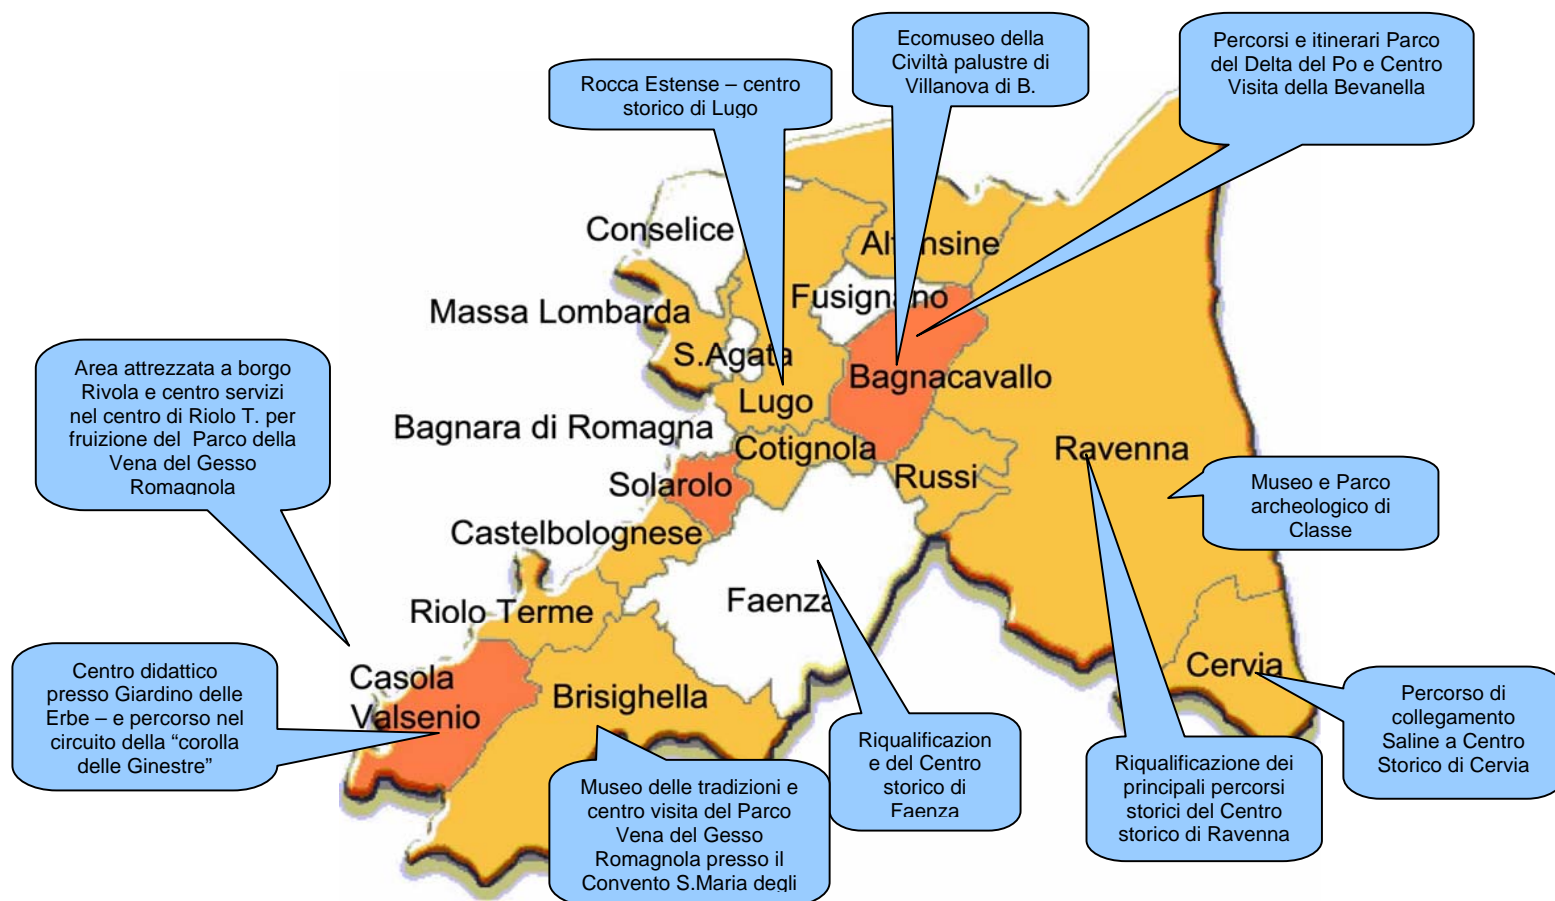 Ecomuseo della
Civiltà palustre di
Villanova di B.
Percorsi e itinerari Parco
del Delta del Po e Centro
Visita della Bevanella
Rocca Estense – centro
storico di Lugo
Conselice
Alfonsine
Fusignano
Massa Lombarda
S.Agata
Bagnacavallo
Lugo
Area attrezzata a borgo
Rivola e centro servizi
nel centro di Riolo T. per
fruizione del Parco della
Vena del Gesso
Romagnola
Bagnara di Romagna
Cotignola
Ravenna
Russi
Solarolo
Museo e Parco
archeologico di
Classe
Castelbolognese
Riolo Terme
Faenza
Cervia
Casola
Valsenio
Brisighella
Centro didattico
presso Giardino delle
Erbe – e percorso nel
circuito della “corolla
delle Ginestre”
Percorso di
collegamento
Saline a Centro
Storico di Cervia
Riqualificazion
e del Centro
storico di
Faenza
Riqualificazione dei
principali percorsi
storici del Centro
storico di Ravenna
Museo delle tradizioni e
centro visita del Parco
Vena del Gesso
Romagnola presso il
Convento S.Maria degli